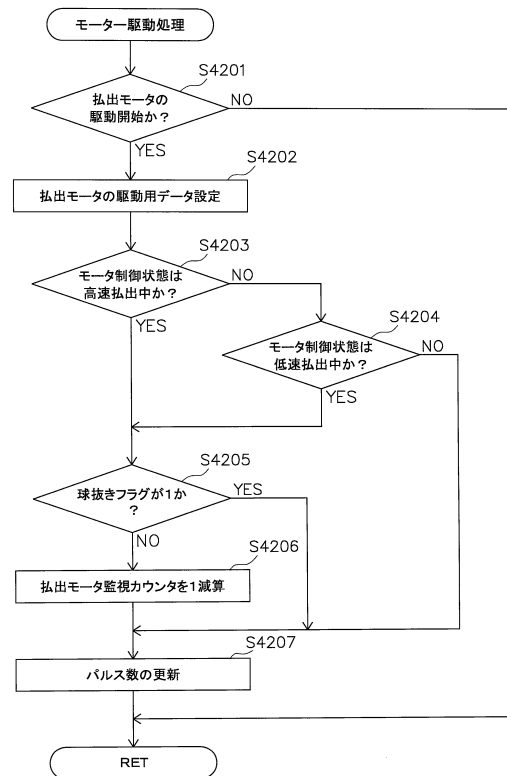 モーター駆動処理
S4201
払出モータの
駆動開始か？
NO
YES
S4202
払出モータの駆動用データ設定
S4203
モータ制御状態は
高速払出中か？
NO
YES
S4204
モータ制御状態は
低速払出中か？
NO
YES
S4205
球抜きフラグが1か
？
YES
NO
S4206
払出モータ監視カウンタを1減算
S4207
パルス数の更新
RET